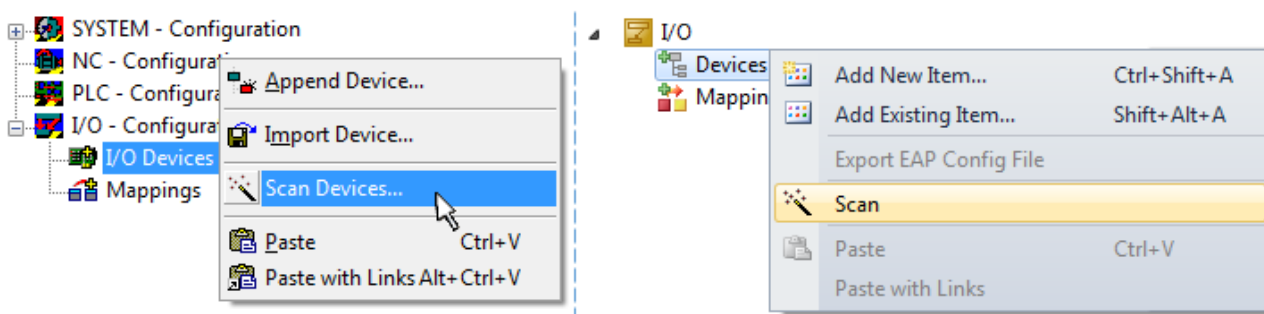 SYSTEM - Configuration
NC - Configurat
PLC - Configura
I/O - Configurat
I/O Devices
Mappings
Append Device...
Import Device...
Scan Devices...
Paste Ctrl+V
Paste with Links Alt+Ctrl+V
I/O
Devices
Mappin
Add New Item... Ctrl+Shift+A
Add Existing Item... Shift+Alt+A
Export EAP Config File
Scan
Paste Ctrl+V
Paste with Links